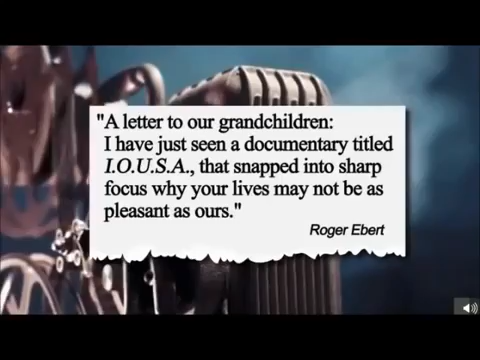 "A letter to our grandchildren:
I have just seen a documentary titled
I.O.U.S.A., that snapped into sharp
focus why your lives may not be as
pleasant as ours."
Roger Ebert